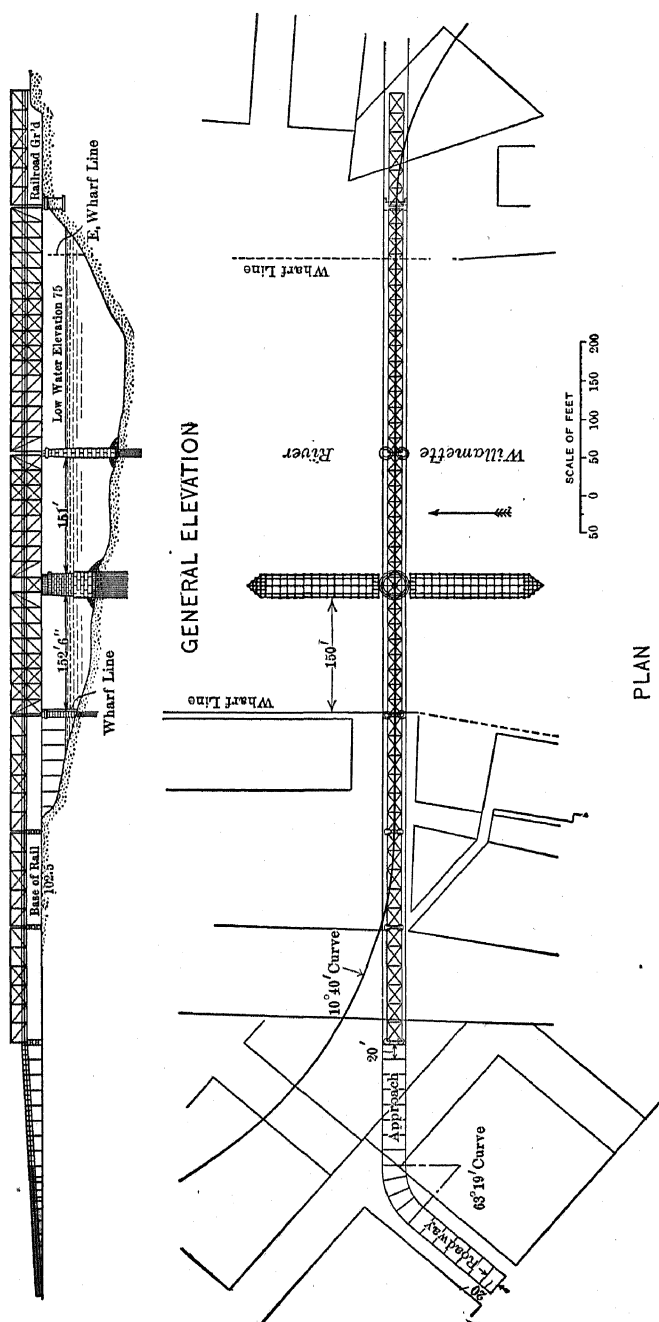 Railroad Gr'd
E. Wharf Line
Low Water Elevation 75
151'
152'6"
Wharf Line
Base of Rail
102.5
GENERAL ELEVATION
Wharf Line
River
Willamette
150'
Wharf Line
10°40' Curve
20'
Approach
63°19' Curve
Roadway
20'
SCALE OF FEET
50 0 50 100 150 200
PLAN